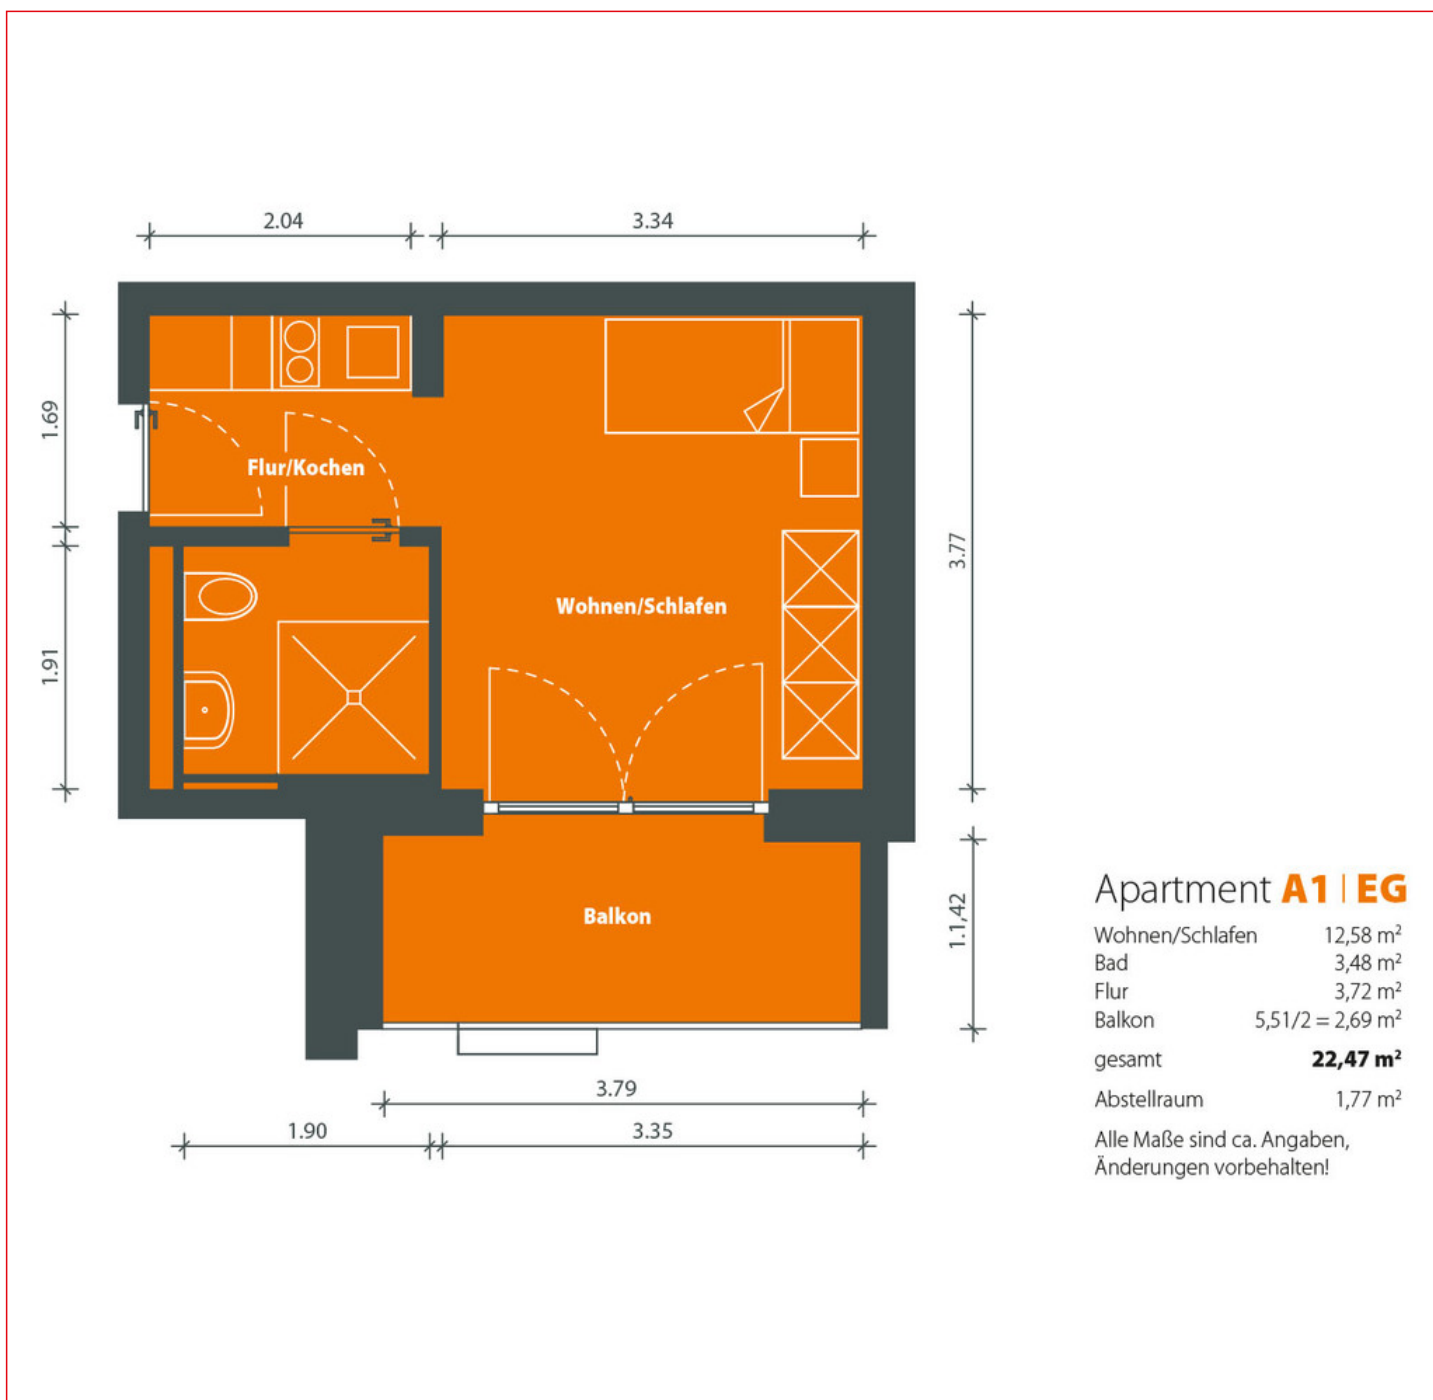 2.04
3.34
1.69
Flur/Kochen
3.77
Wohnen/Schlafen
1.91
Balkon
1.1,42
3.79
1.90
3.35
Apartment A1 | EG
Wohnen/Schlafen 12,58 m²
Bad 3,48 m²
Flur 3,72 m²
Balkon 5,51/2 = 2,69 m²
gesamt 22,47 m²
Abstellraum 1,77 m²
Alle Maße sind ca. Angaben,
Änderungen vorbehalten!